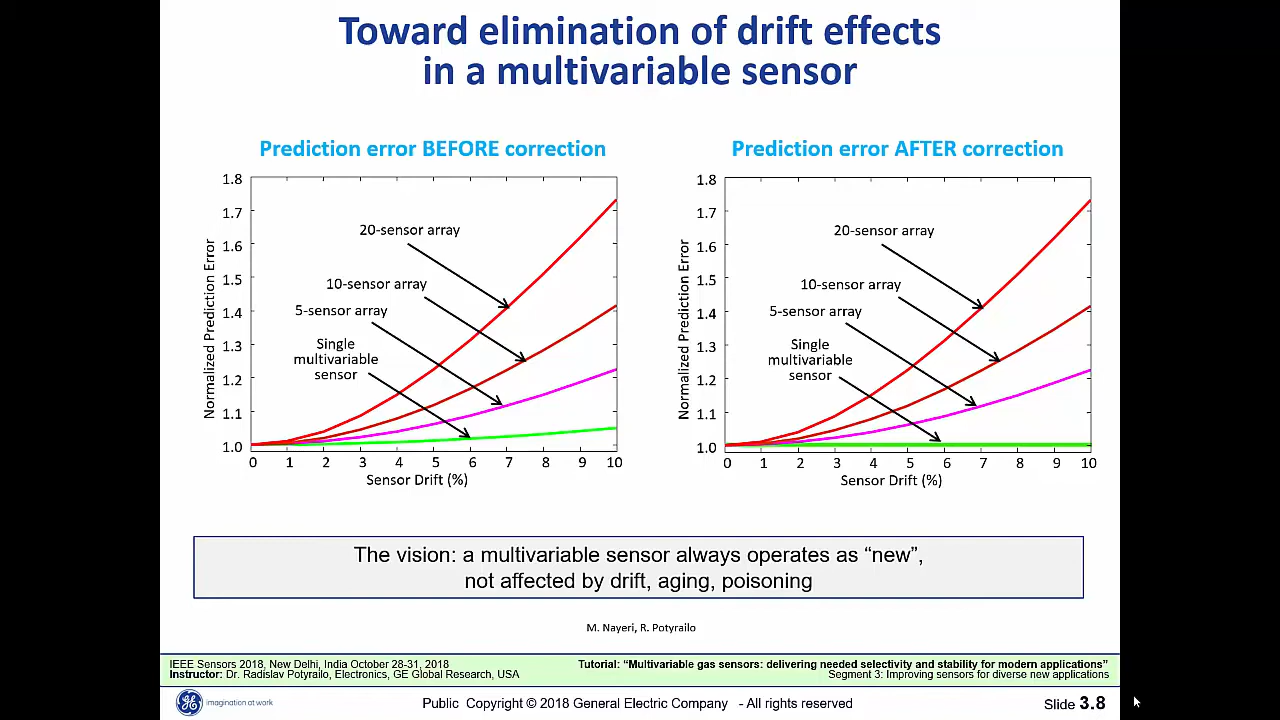 Toward elimination of drift effects
in a multivariable sensor
Prediction error BEFORE correction
1.8
1.7
1.6
1.5
1.4
1.3
1.2
1.1
1.0
Normalized Prediction Error
20-sensor array
10-sensor array
5-sensor array
Single
multivariable
sensor
0 1 2 3 4 5 6 7 8 9 10
Sensor Drift (%)
Prediction error AFTER correction
1.8
1.7
1.6
1.5
1.4
1.3
1.2
1.1
1.0
Normalized Prediction Error
20-sensor array
10-sensor array
5-sensor array
Single
multivariable
sensor
0 1 2 3 4 5 6 7 8 9 10
Sensor Drift (%)
The vision: a multivariable sensor always operates as “new”,
not affected by drift, aging, poisoning
M. Nayeri, R. Potyrailo
IEEE Sensors 2018, New Delhi, India October 28-31, 2018
Instructor: Dr. Radislav Potyrailo, Electronics, GE Global Research, USA
Tutorial: “Multivariable gas sensors: delivering needed selectivity and stability for modern applications”
Segment 3: Improving sensors for diverse new applications
imagination at work
Public Copyright © 2018 General Electric Company - All rights reserved
Slide 3.8